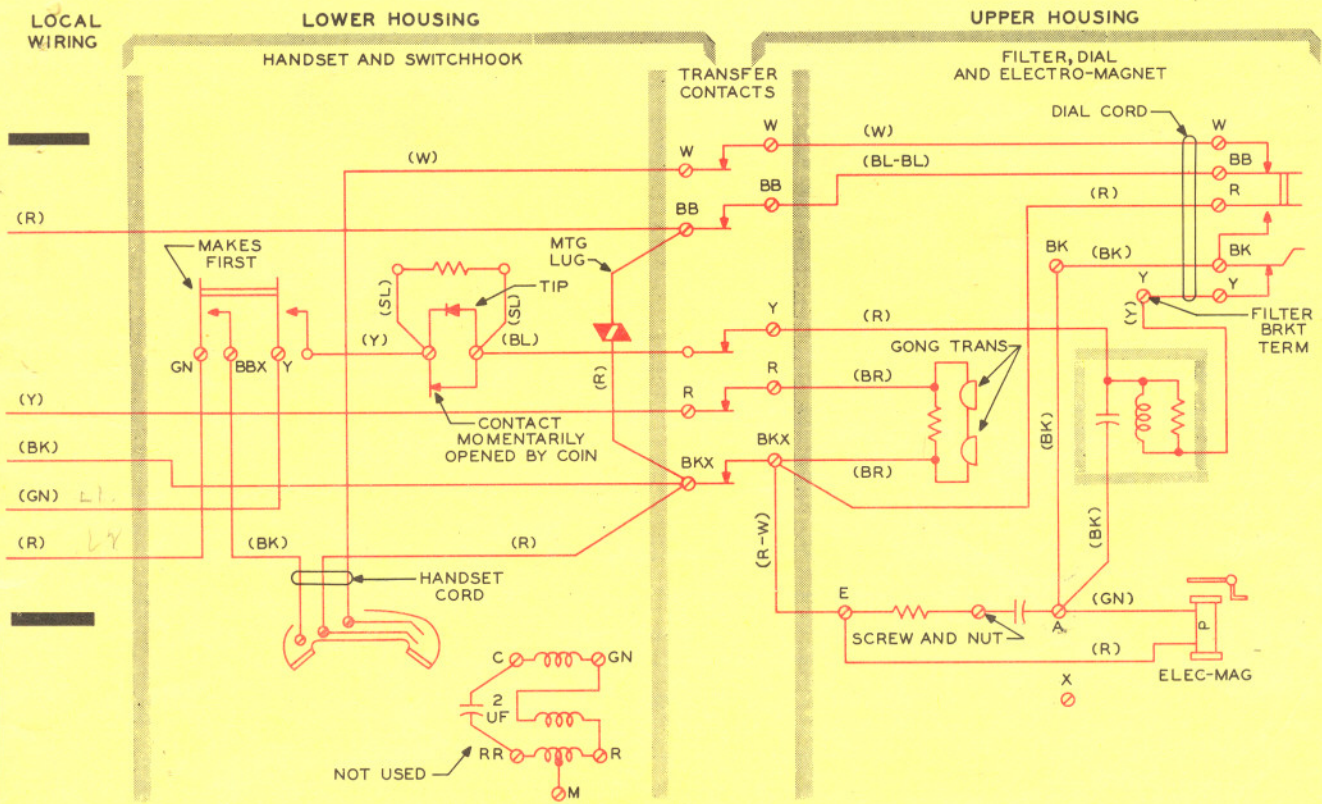 LOCAL
WIRING
LOWER HOUSING
UPPER HOUSING
HANDSET AND SWITCHHOOK
TRANSFER
CONTACTS
FILTER, DIAL
AND ELECTRO-MAGNET
DIAL CORD
W
(W)
W
(W)
W
(BL-BL)
BB
BB
(R)
R
(R)
BB
MAKES
FIRST
MTG
LUG
BK
(BK)
BK
TIP
(SL)
(SL)
Y
Y
(Y)
FILTER
BRKT
TERM
Y
(R)
(Y)
(BL)
GN
BBX
Y
GONG TRANS
R
(BR)
(R)
(Y)
R
CONTACT
MOMENTARILY
OPENED BY COIN
(BK)
(BK)
BKX
(BR)
BKX
(GN) L1.
(R)
(BK)
(R)
(R-W)
(BK)
HANDSET
CORD
E
(GN)
A
SCREW AND NUT
P
(R)
ELEC-MAG
X
C
GN
2
UF
RR
R
NOT USED
M